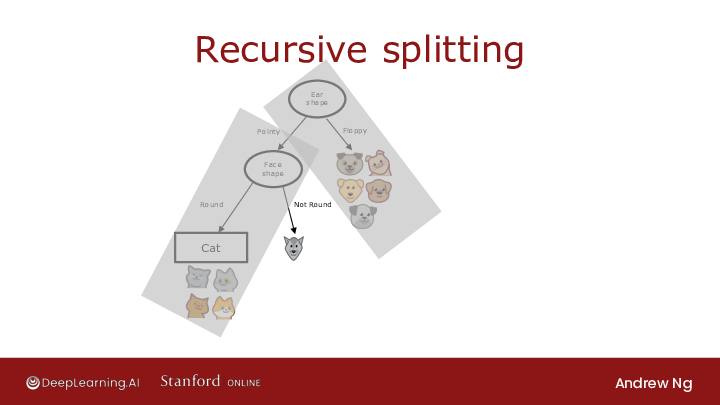 Recursive splitting
Ear
shape
Pointy
Floppy
Face
shape
Round
Not Round
Cat
DeepLearning.AI
Stanford ONLINE
Andrew Ng